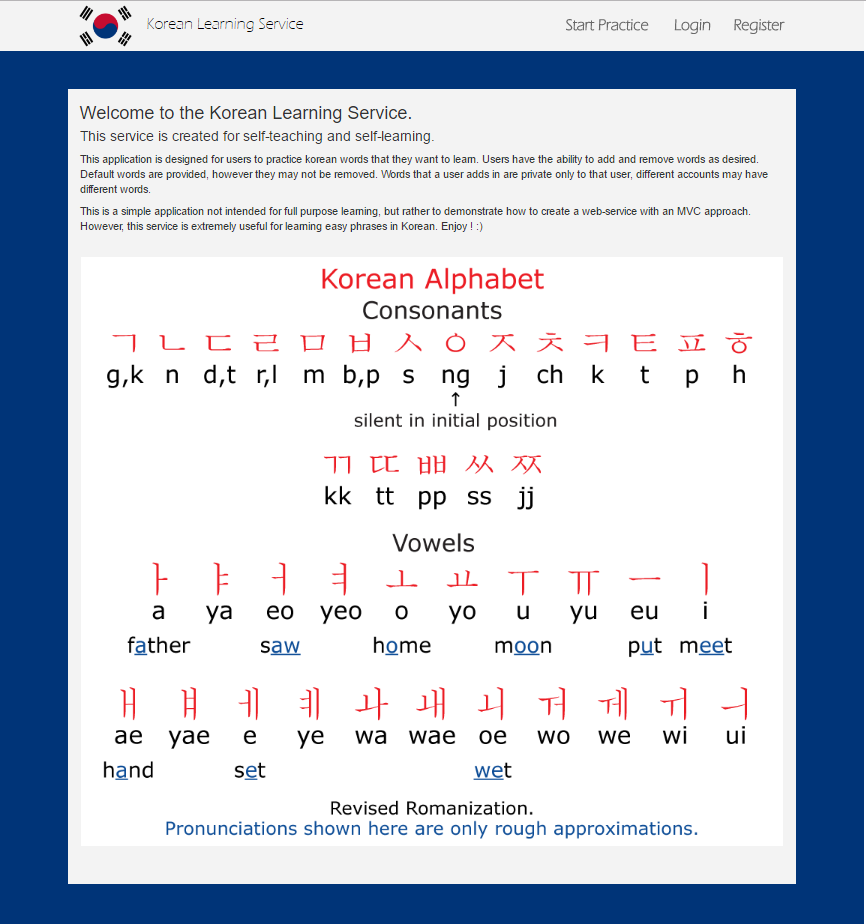 Korean Learning Service
Start Practice Login Register
Welcome to the Korean Learning Service.
This service is created for self-teaching and self-learning.
This application is designed for users to practice korean words that they want to learn. Users have the ability to add and remove words as desired.
Default words are provided, however they may not be removed. Words that a user adds in are private only to that user, different accounts may have
different words.
This is a simple application not intended for full purpose learning, but rather to demonstrate how to create a web-service with an MVC approach.
However, this service is extremely useful for learning easy phrases in Korean. Enjoy ! :)
Korean Alphabet
Consonants
ㄱ ㄴ ㄷ ㄹ ㅁ ㅂ ㅅ ㅇ ㅈ ㅊ ㅋ ㅌ ㅍ ㅎ
g,k n d,t r,l m b,p s ng j ch k t p h
↑
silent in initial position
ㄲ ㄸ ㅃ ㅆ ㅉ
kk tt pp ss jj
Vowels
ㅏ ㅑ ㅓ ㅕ ㅗ ㅛ ㅜ ㅠ ㅡ ㅣ
a ya eo yeo o yo u yu eu i
father saw home moon put meet
ㅐ ㅒ ㅔ ㅖ ㅘ ㅙ ㅚ ㅝ ㅞ ㅟ ㅢ
ae yae e ye wa wae oe wo we wi ui
hand set wet
Revised Romanization.
Pronunciations shown here are only rough approximations.